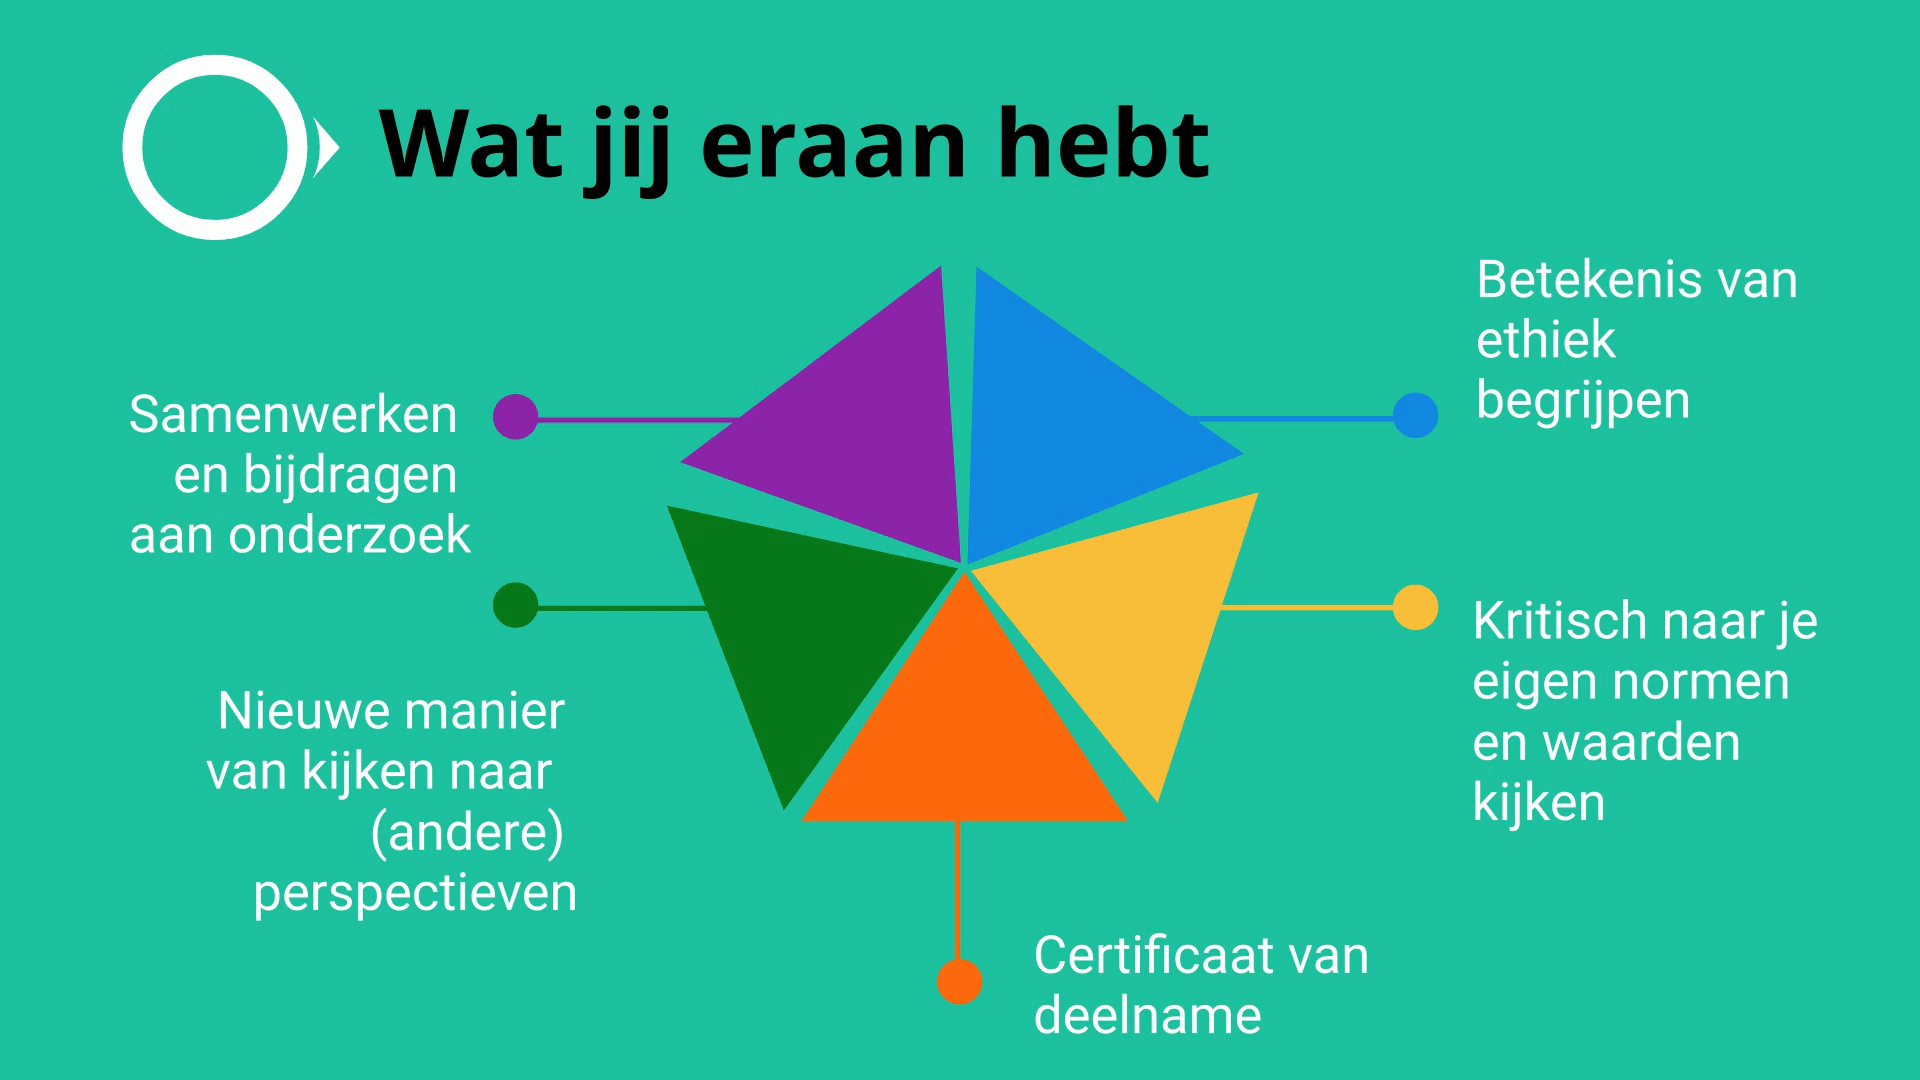 Wat jij eraan hebt
Betekenis van
ethiek
begrijpen
Samenwerken
en bijdragen
aan onderzoek
Kritisch naar je
eigen normen
en waarden
kijken
Nieuwe manier
van kijken naar
(andere)
perspectieven
Certificaat van
deelname